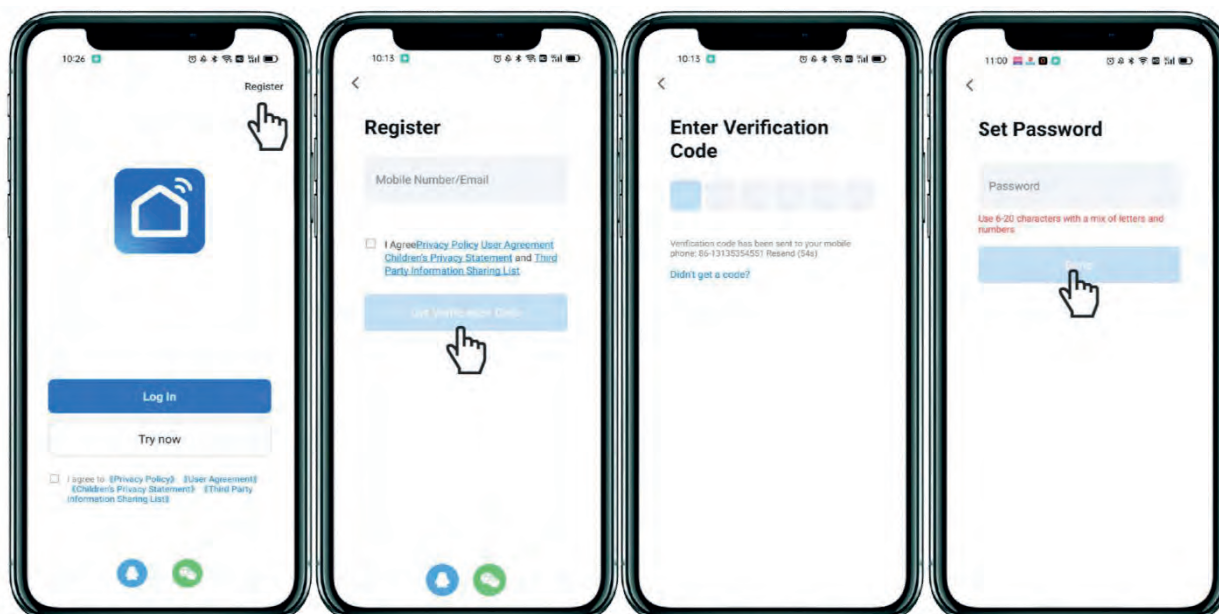 10:26
Register
Log In
Try now
I agree to 《Privacy Policy》 《User Agreement》
《Children's Privacy Statement》 《Third Party
Information Sharing List》
10:13
Register
Mobile Number/Email
I AgreePrivacy Policy User Agreement
Children's Privacy Statement and Third
Party Information Sharing List
Get Verification Code
10:13
Enter Verification
Code
Verification code has been sent to your mobile
phone: 86-13135354551 Resend (54s)
Didn't get a code?
11:00
Set Password
Password
Use 6-20 characters with a mix of letters and
numbers